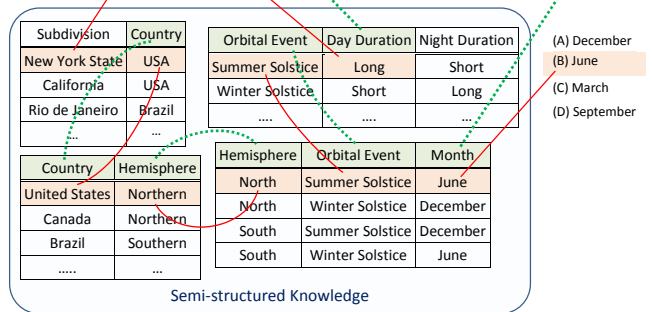 Subdivision Country
New York State USA
California USA
Rio de Janeiro Brazil
.... ...
Orbital Event Day Duration Night Duration
Summer Solstice Long Short
Winter Solstice Short Long
.... .... ...
(A) December
(B) June
(C) March
(D) September
Country Hemisphere
United States Northern
Canada Northern
Brazil Southern
..... ...
Hemisphere Orbital Event Month
North Summer Solstice June
North Winter Solstice December
South Summer Solstice December
South Winter Solstice June
Semi-structured Knowledge